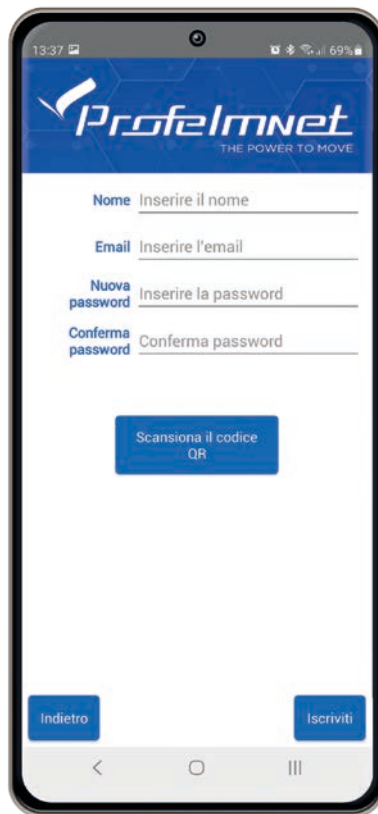 13:37
69%
Profelmnet
THE POWER TO MOVE
Nome Inserire il nome
Email Inserire l'email
Nuova
password Inserire la password
Conferma
password Conferma password
Scansiona il codice
QR
Indietro
Iscriviti